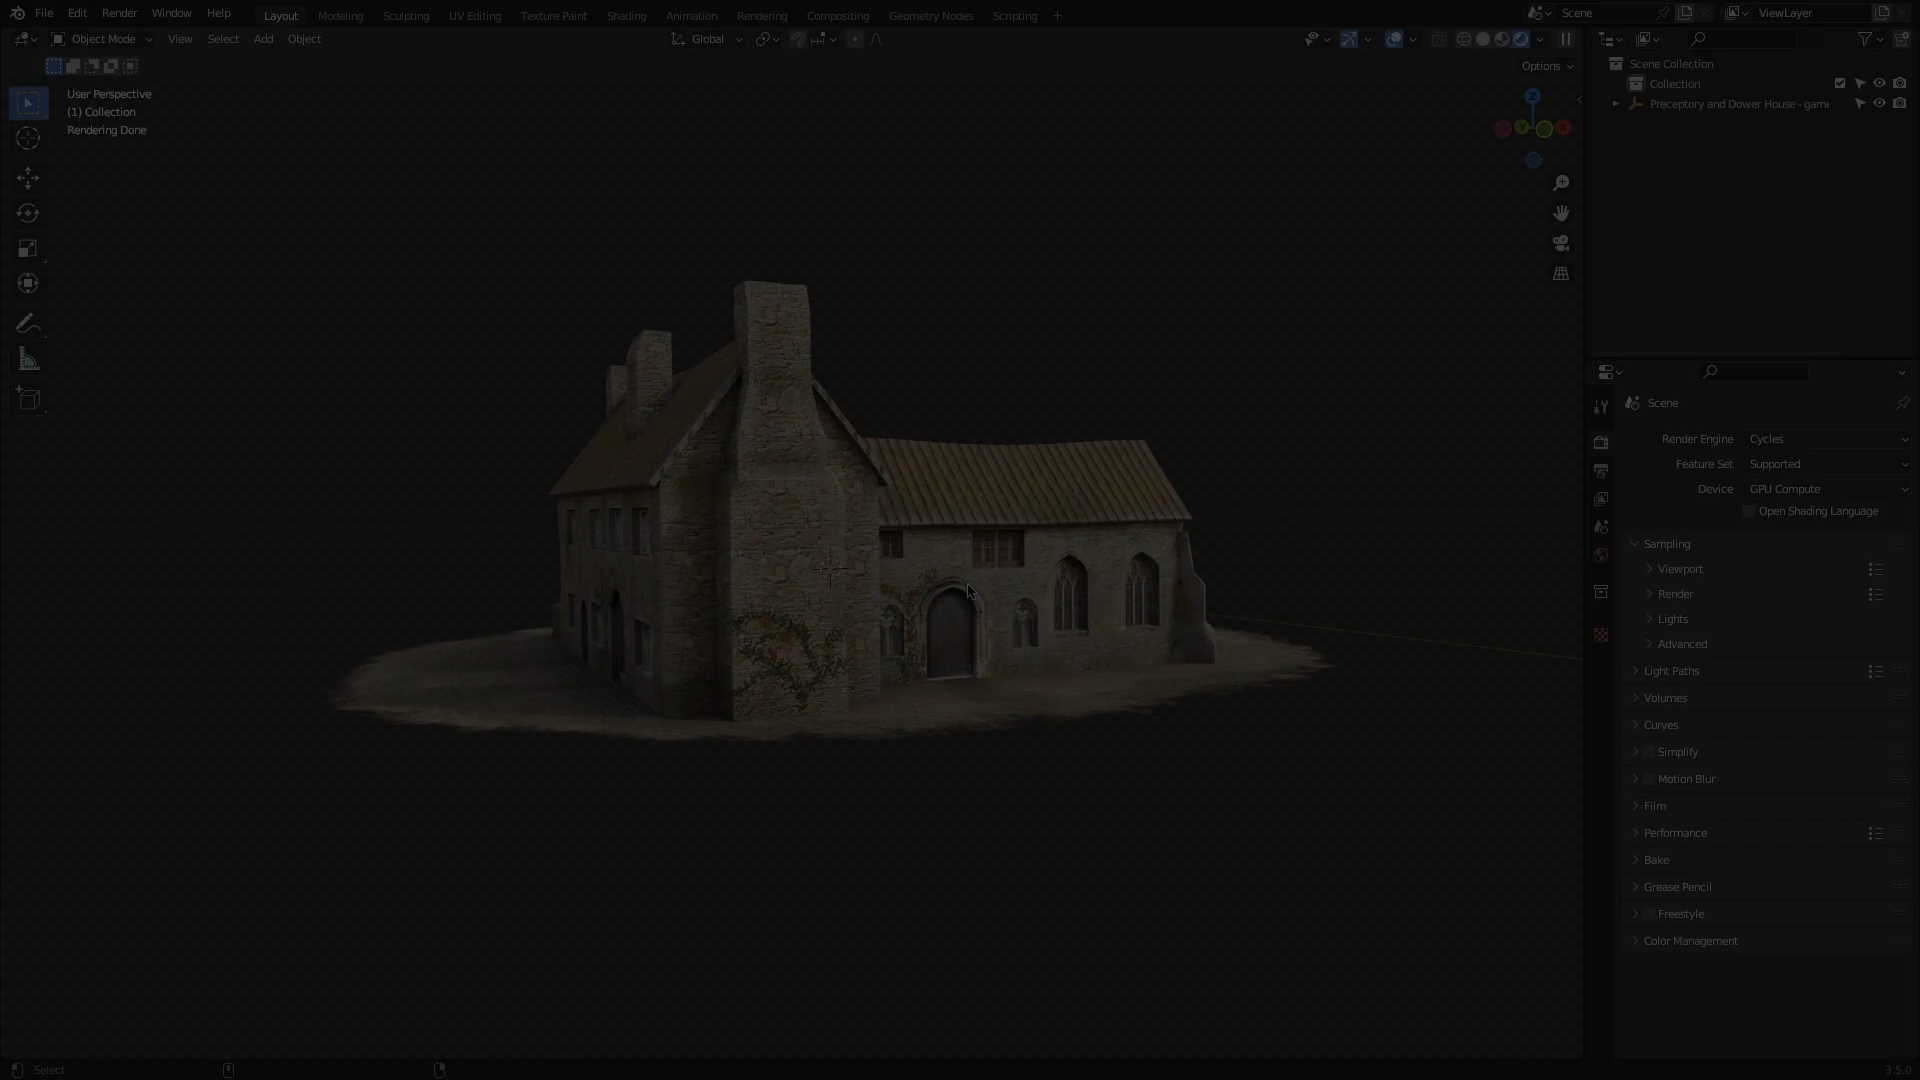 File Edit Render Window Help Layout Modeling Sculpting UV Editing Texture Paint Shading Animation Rendering Compositing Geometry Nodes Scripting + Scene ViewLayer
Object Mode View Select Add Object Global
Options
User Perspective
(1) Collection
Rendering Done
Z
Y X
Scene Collection
Collection
Preceptory and Dower House - game
Scene
Render Engine Cycles
Feature Set Supported
Device GPU Compute
Open Shading Language
Sampling
Viewport
Render
Lights
Advanced
Light Paths
Volumes
Curves
Simplify
Motion Blur
Film
Performance
Bake
Grease Pencil
Freestyle
Color Management
Select 3.5.0